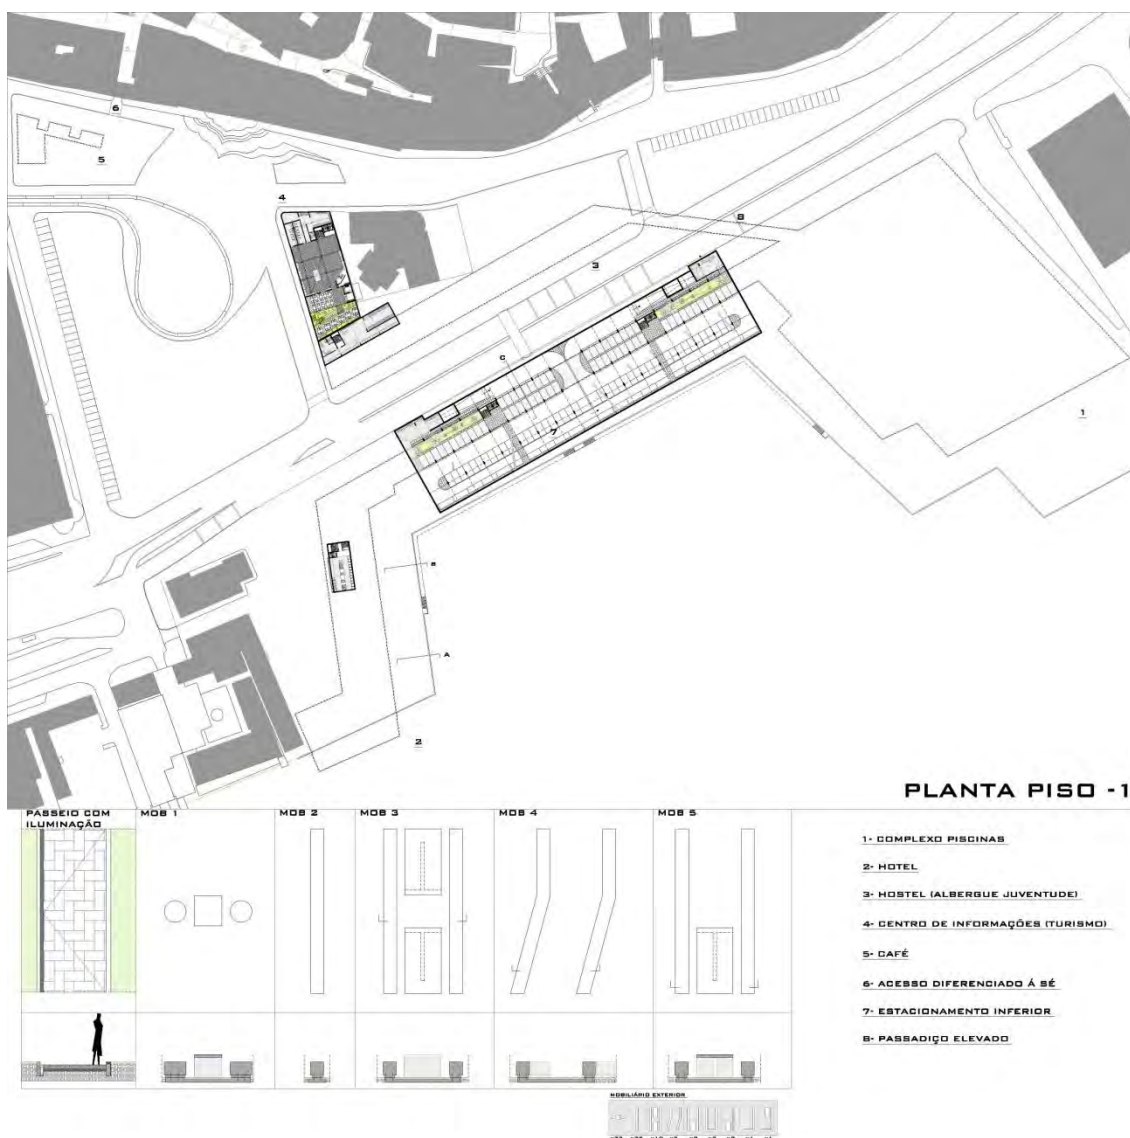 6
5
4
8
3
C
7
1
B
A
2
PLANTA PISO -1
PASSEIO COM
ILUMINAÇÃO
MOB 1
MOB 2
MOB 3
MOB 4
MOB 5
1- COMPLEXO PISCINAS
2- HOTEL
3- HOSTEL (ALBERGUE JUVENTUDE)
4- CENTRO DE INFORMAÇÕES (TURISMO)
5- CAFÉ
6- ACESSO DIFERENCIADO Á SÉ
7- ESTACIONAMENTO INFERIOR
8- PASSADIÇO ELEVADO
MOBILIÁRIO EXTERIOR